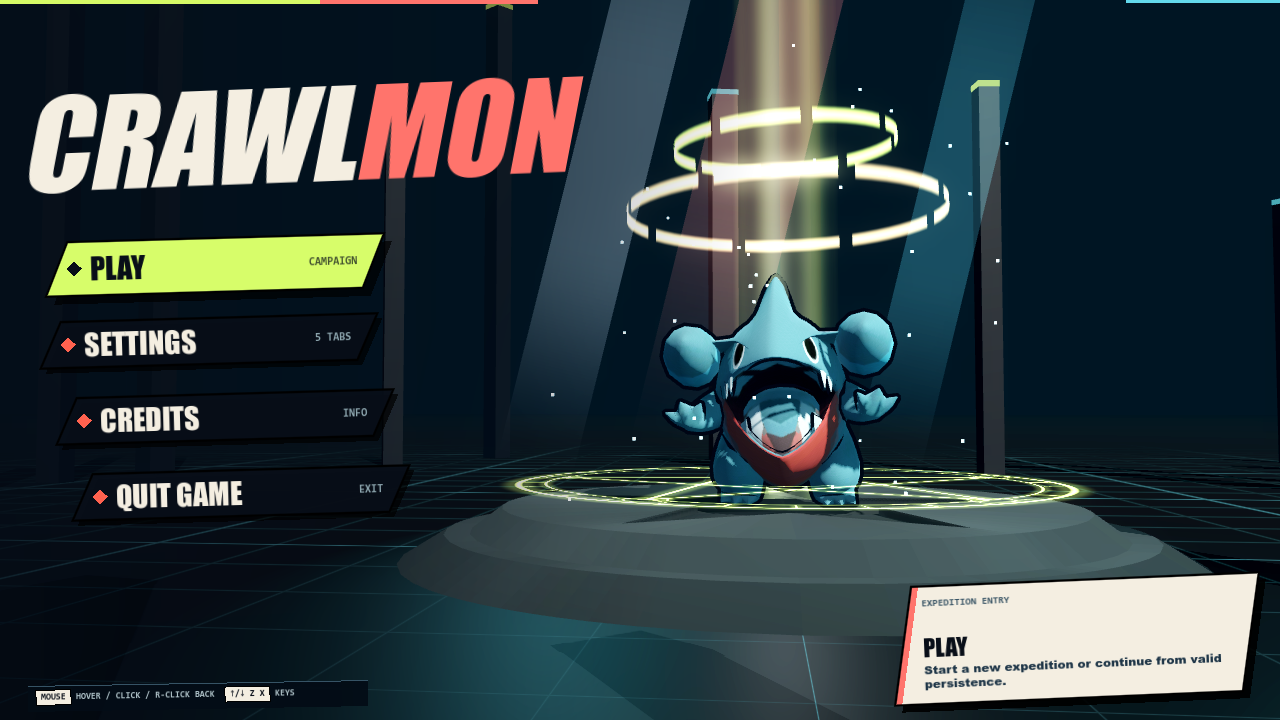 CRAWLMON
PLAY CAMPAIGN
SETTINGS 5 TABS
CREDITS INFO
QUIT GAME EXIT
EXPEDITION ENTRY
PLAY
Start a new expedition or continue from valid
persistence.
MOUSE HOVER / CLICK / R-CLICK BACK ↑/↓ Z X KEYS